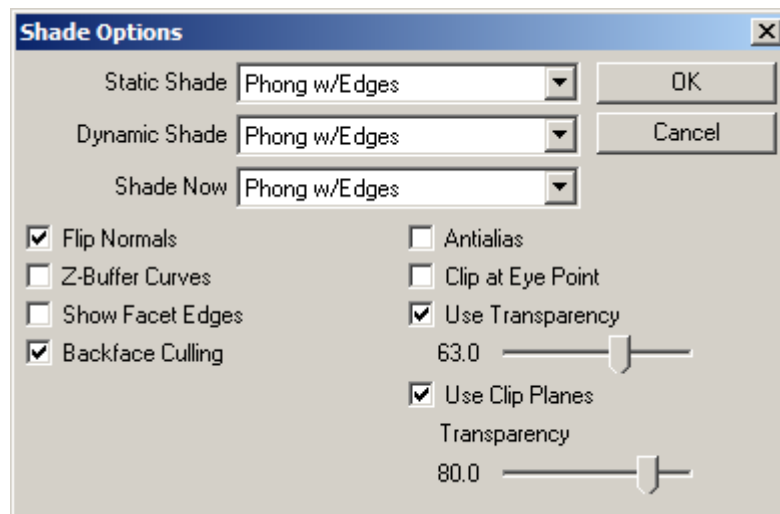 Shade Options
Static Shade Phong w/Edges OK
Dynamic Shade Phong w/Edges Cancel
Shade Now Phong w/Edges
Flip Normals Antialias
Z-Buffer Curves Clip at Eye Point
Show Facet Edges Use Transparency
Backface Culling 63.0
Use Clip Planes
Transparency
80.0